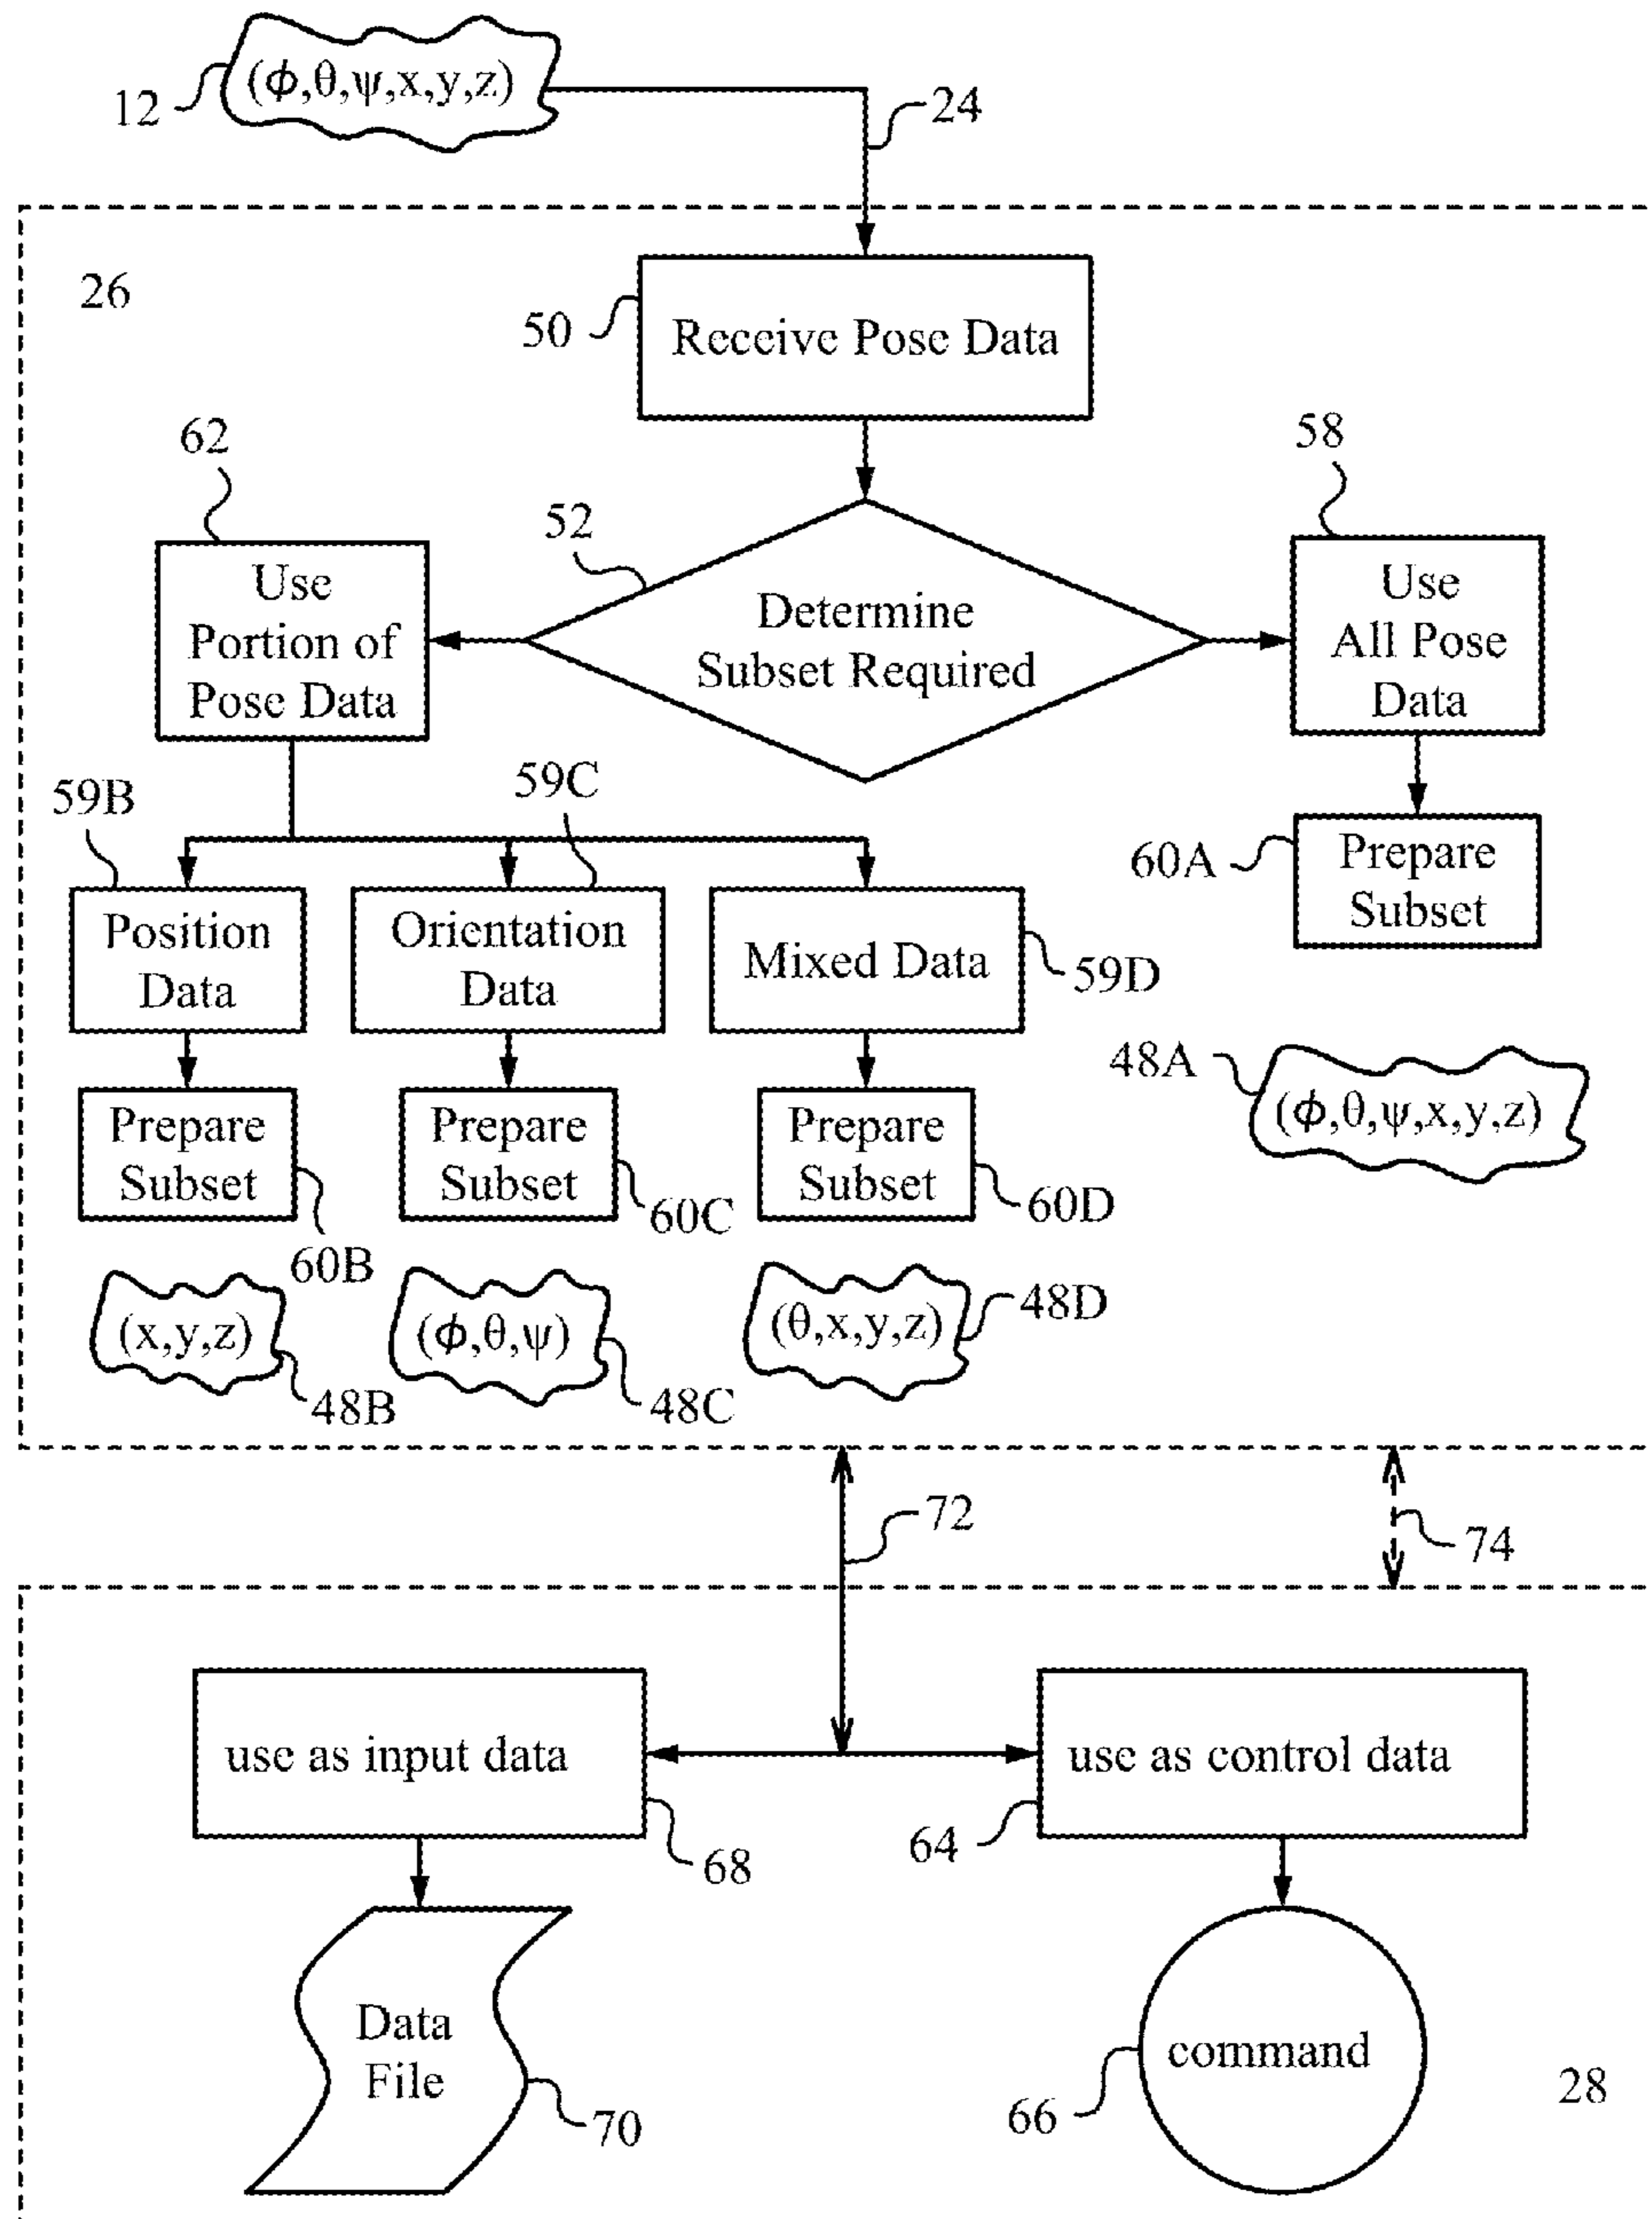 (ϕ,θ,ψ,x,y,z)
12
24
26
50
Receive Pose Data
62
58
52
Use
Portion of
Pose Data
Determine
Subset Required
Use
All Pose
Data
59B
59C
60A
Prepare
Subset
Position
Data
Orientation
Data
Mixed Data
59D
48A
(ϕ,θ,ψ,x,y,z)
Prepare
Subset
Prepare
Subset
Prepare
Subset
60B
60C
60D
(x,y,z)
48B
(ϕ,θ,ψ)
48C
(θ,x,y,z)
48D
72
74
use as input data
use as control data
68
64
Data
File
70
command
66
28